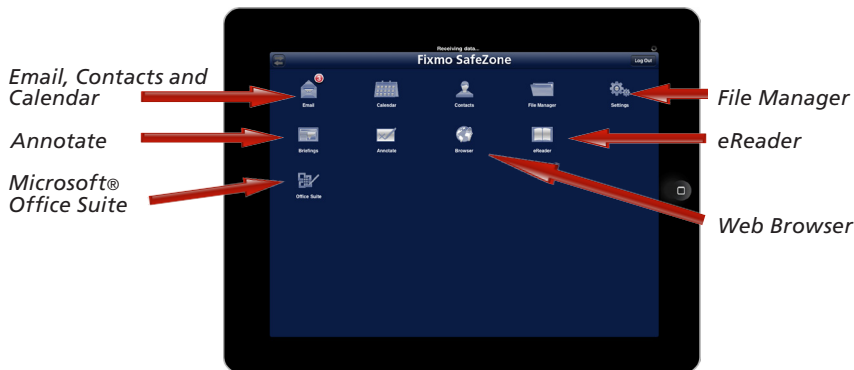 Receiving data...
Fixmo SafeZone
Log Out
Email, Contacts and
Calendar
Email
Calendar
Contacts
File Manager
Settings
File Manager
Annotate
Briefings
Annotate
Browser
eReader
eReader
Microsoft®
Office Suite
Office Suite
Web Browser